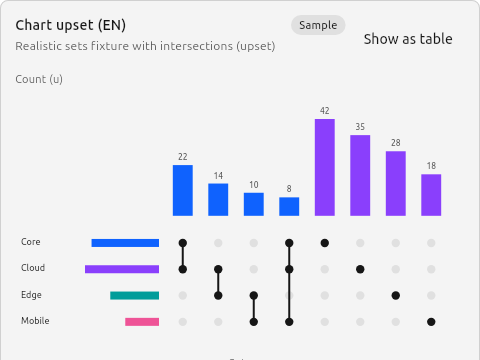 Chart upset (EN)
Sample
Show as table
Realistic sets fixture with intersections (upset)
Count (u)
42
35
28
22
18
14
10
8
Core
Cloud
Edge
Mobile